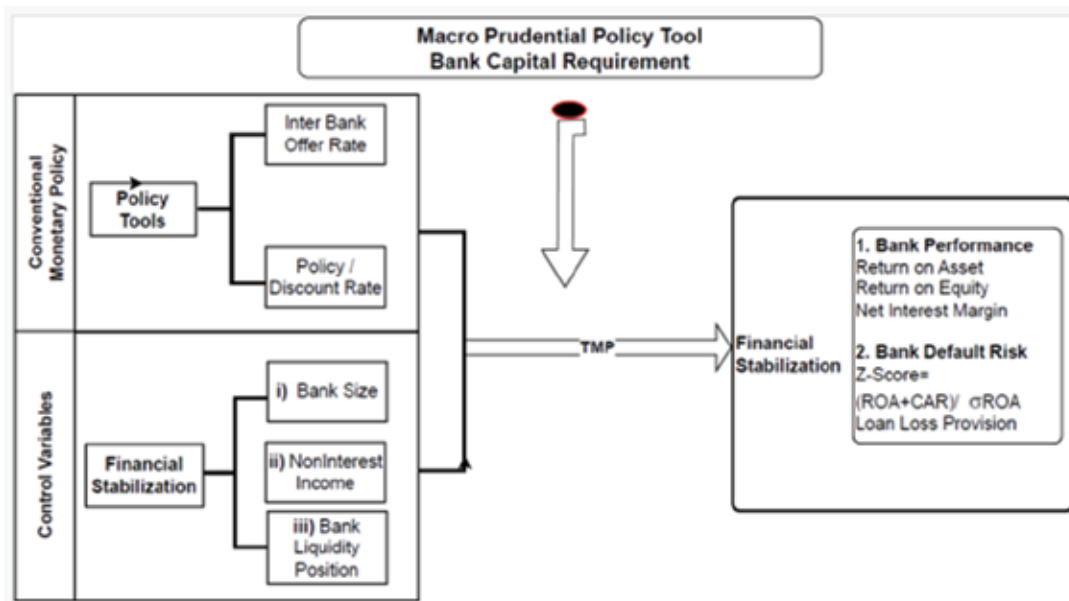 Macro Prudential Policy Tool
Bank Capital Requirement
Conventional
Monetary Policy
Policy
Tools
Inter Bank
Offer Rate
Policy /
Discount Rate
Control Variables
Financial
Stabilization
i) Bank Size
ii) NonInterest
Income
iii) Bank
Liquidity
Position
TMP
Financial
Stabilization
1. Bank Performance
Return on Asset
Return on Equity
Net Interest Margin
2. Bank Default Risk
Z-Score=
(ROA+CAR)/ σROA
Loan Loss Provision